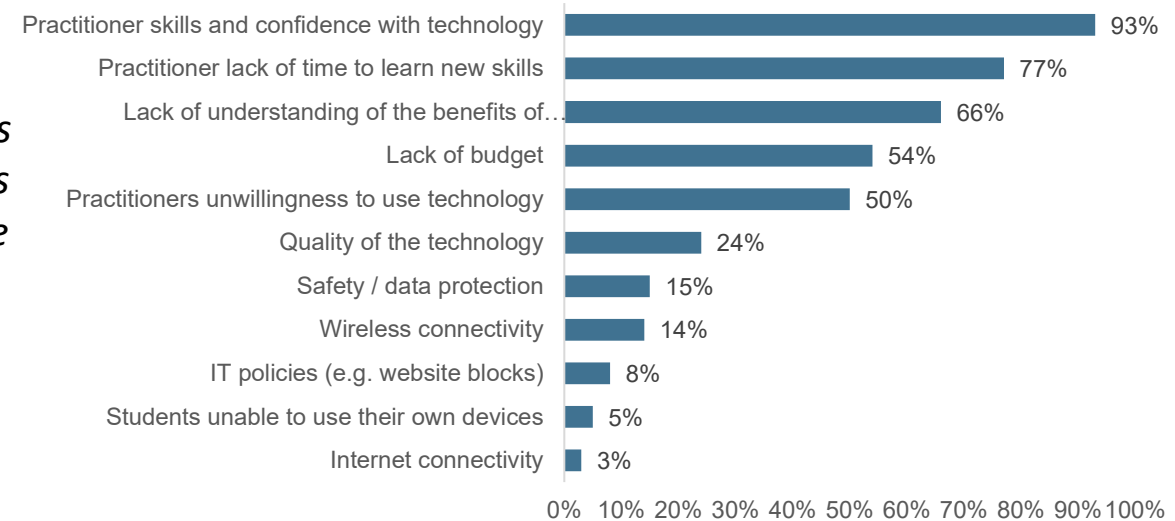 Practitioner skills and confidence with technology 93%
Practitioner lack of time to learn new skills 77%
Lack of understanding of the benefits of… 66%
Lack of budget 54%
Practitioners unwillingness to use technology 50%
Quality of the technology 24%
Safety / data protection 15%
Wireless connectivity 14%
IT policies (e.g. website blocks) 8%
Students unable to use their own devices 5%
Internet connectivity 3%
0% 10% 20% 30% 40% 50% 60% 70% 80% 90% 100%